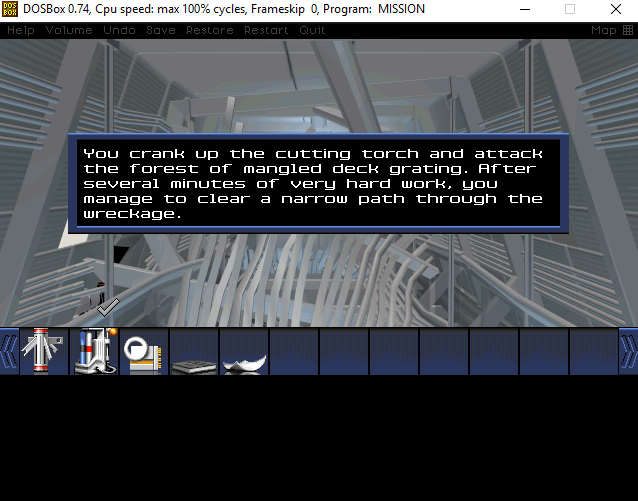 DOS
BOX
DOSBox 0.74, Cpu speed: max 100% cycles, Frameskip 0, Program: MISSION
Help Volume Undo Save Restore Restart Quit Map
You crank up the cutting torch and attack
the forest of mangled deck grating. After
several minutes of very hard work, you
manage to clear a narrow path through the
wreckage.